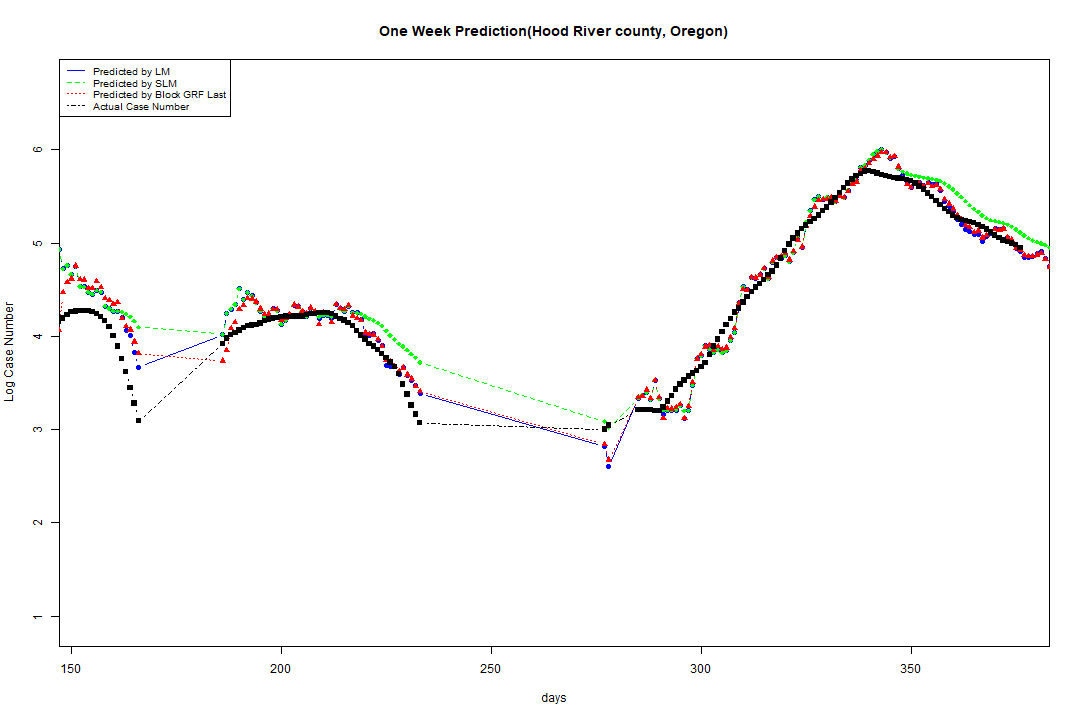 One Week Prediction(Hood River county, Oregon)
Predicted by LM
Predicted by SLM
Predicted by Block GRF Last
Actual Case Number
6
5
4
3
2
1
Log Case Number
150 200 250 300 350
days